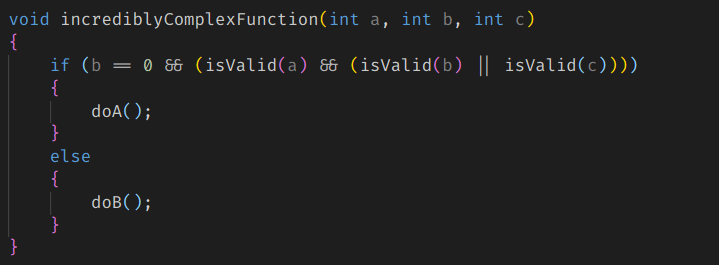 void incrediblyComplexFunction(int a, int b, int c)
{
if (b == 0 && (isValid(a) && (isValid(b) || isValid(c))))
{
doA();
}
else
{
doB();
}
}